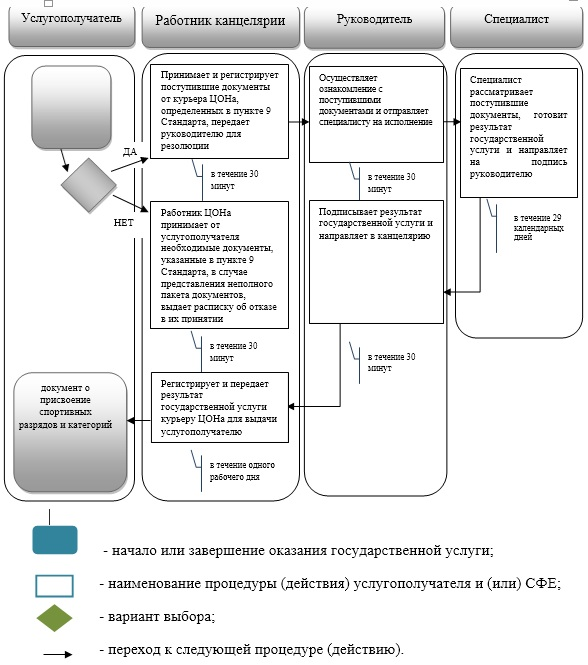 Услугополучатель
Работник канцелярии
Руководитель
Специалист
Принимает и регистрирует
поступившие документы
от курьера ЦОНа,
определенных в пункте 9
Стандарта, передает
руководителю для
резолюции
Осуществляет
ознакомление с
поступившими
документами и отправляет
специалисту на исполнение
Специалист
рассматривает
поступившие
документы, готовит
результат
государственной
услуги и направляет
на подпись
руководителю
ДА
НЕТ
в течение 30
минут
в течение 30
минут
в течение 29
календарных
дней
Работник ЦОНа
принимает от
услугополучателя
необходимые документы,
указанные в пункте 9
Стандарта, в случае
представления неполного
пакета документов,
выдает расписку об отказе
в их принятии
Подписывает результат
государственной услуги и
направляет в канцелярию
в течение 30
минут
в течение 30
минут
документ о
присвоение
спортивных
разрядов и категорий
Регистрирует и передает
результат
государственной услуги
курьеру ЦОНа для выдачи
услугополучателю
в течение одного
рабочего дня
- начало или завершение оказания государственной услуги;
- наименование процедуры (действия) услугополучателя и (или) СФЕ;
- вариант выбора;
- переход к следующей процедуре (действию).